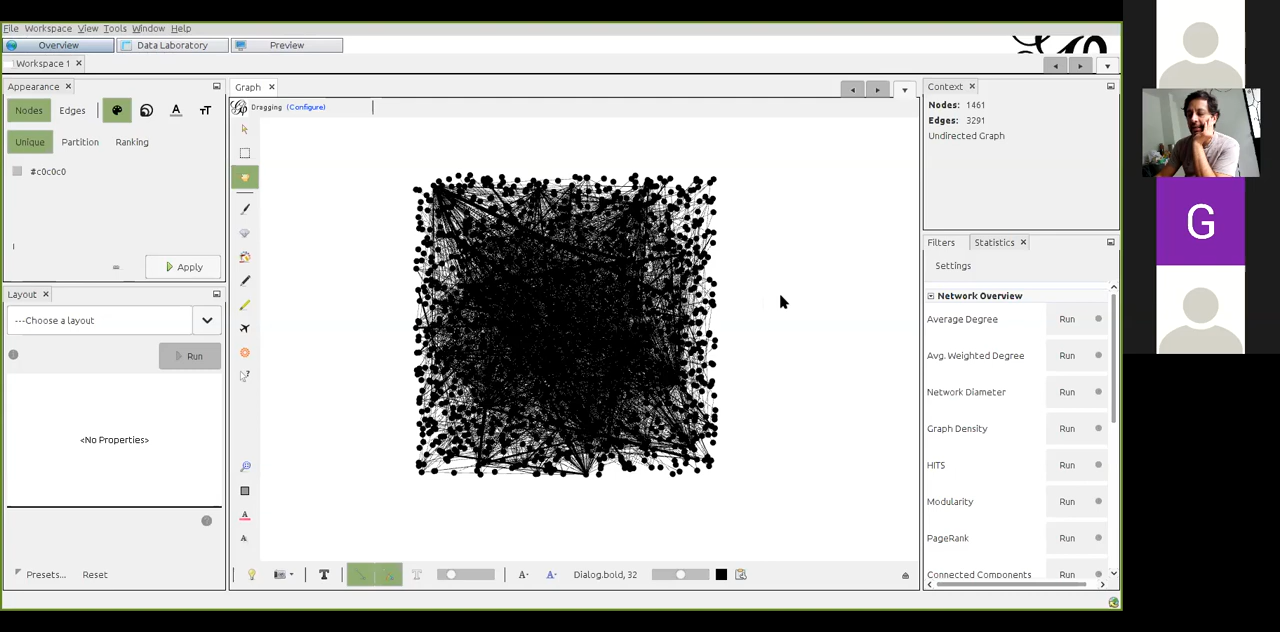 File Workspace View Tools Window Help
Overview Data Laboratory Preview
Workspace 1
Appearance
Nodes Edges
Unique Partition Ranking
#c0c0c0
Apply
Layout
---Choose a layout
Run
<No Properties>
Presets... Reset
Graph
Dragging (Configure)
Dialog.bold, 32
Context
Nodes: 1461
Edges: 3291
Undirected Graph
Filters Statistics
Settings
Network Overview
Average Degree Run
Avg. Weighted Degree Run
Network Diameter Run
Graph Density Run
HITS Run
Modularity Run
PageRank Run
Connected Components Run
G